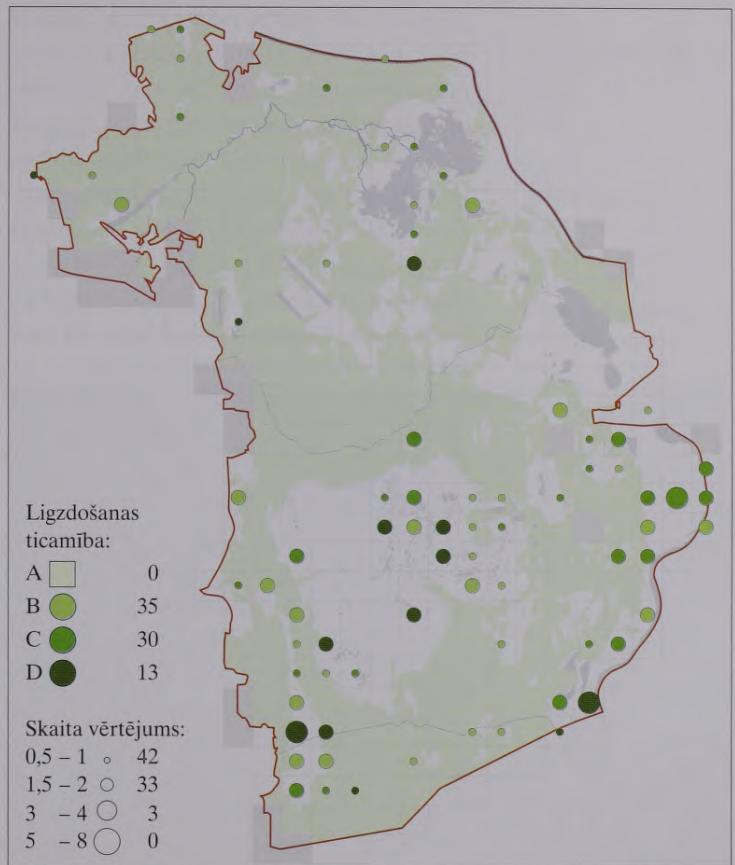 Ligzdošanas
ticamība:
A 0
B 35
C 30
D 13
Skaita vērtējums:
0,5 – 1 42
1,5 – 2 33
3 – 4 3
5 – 8 0